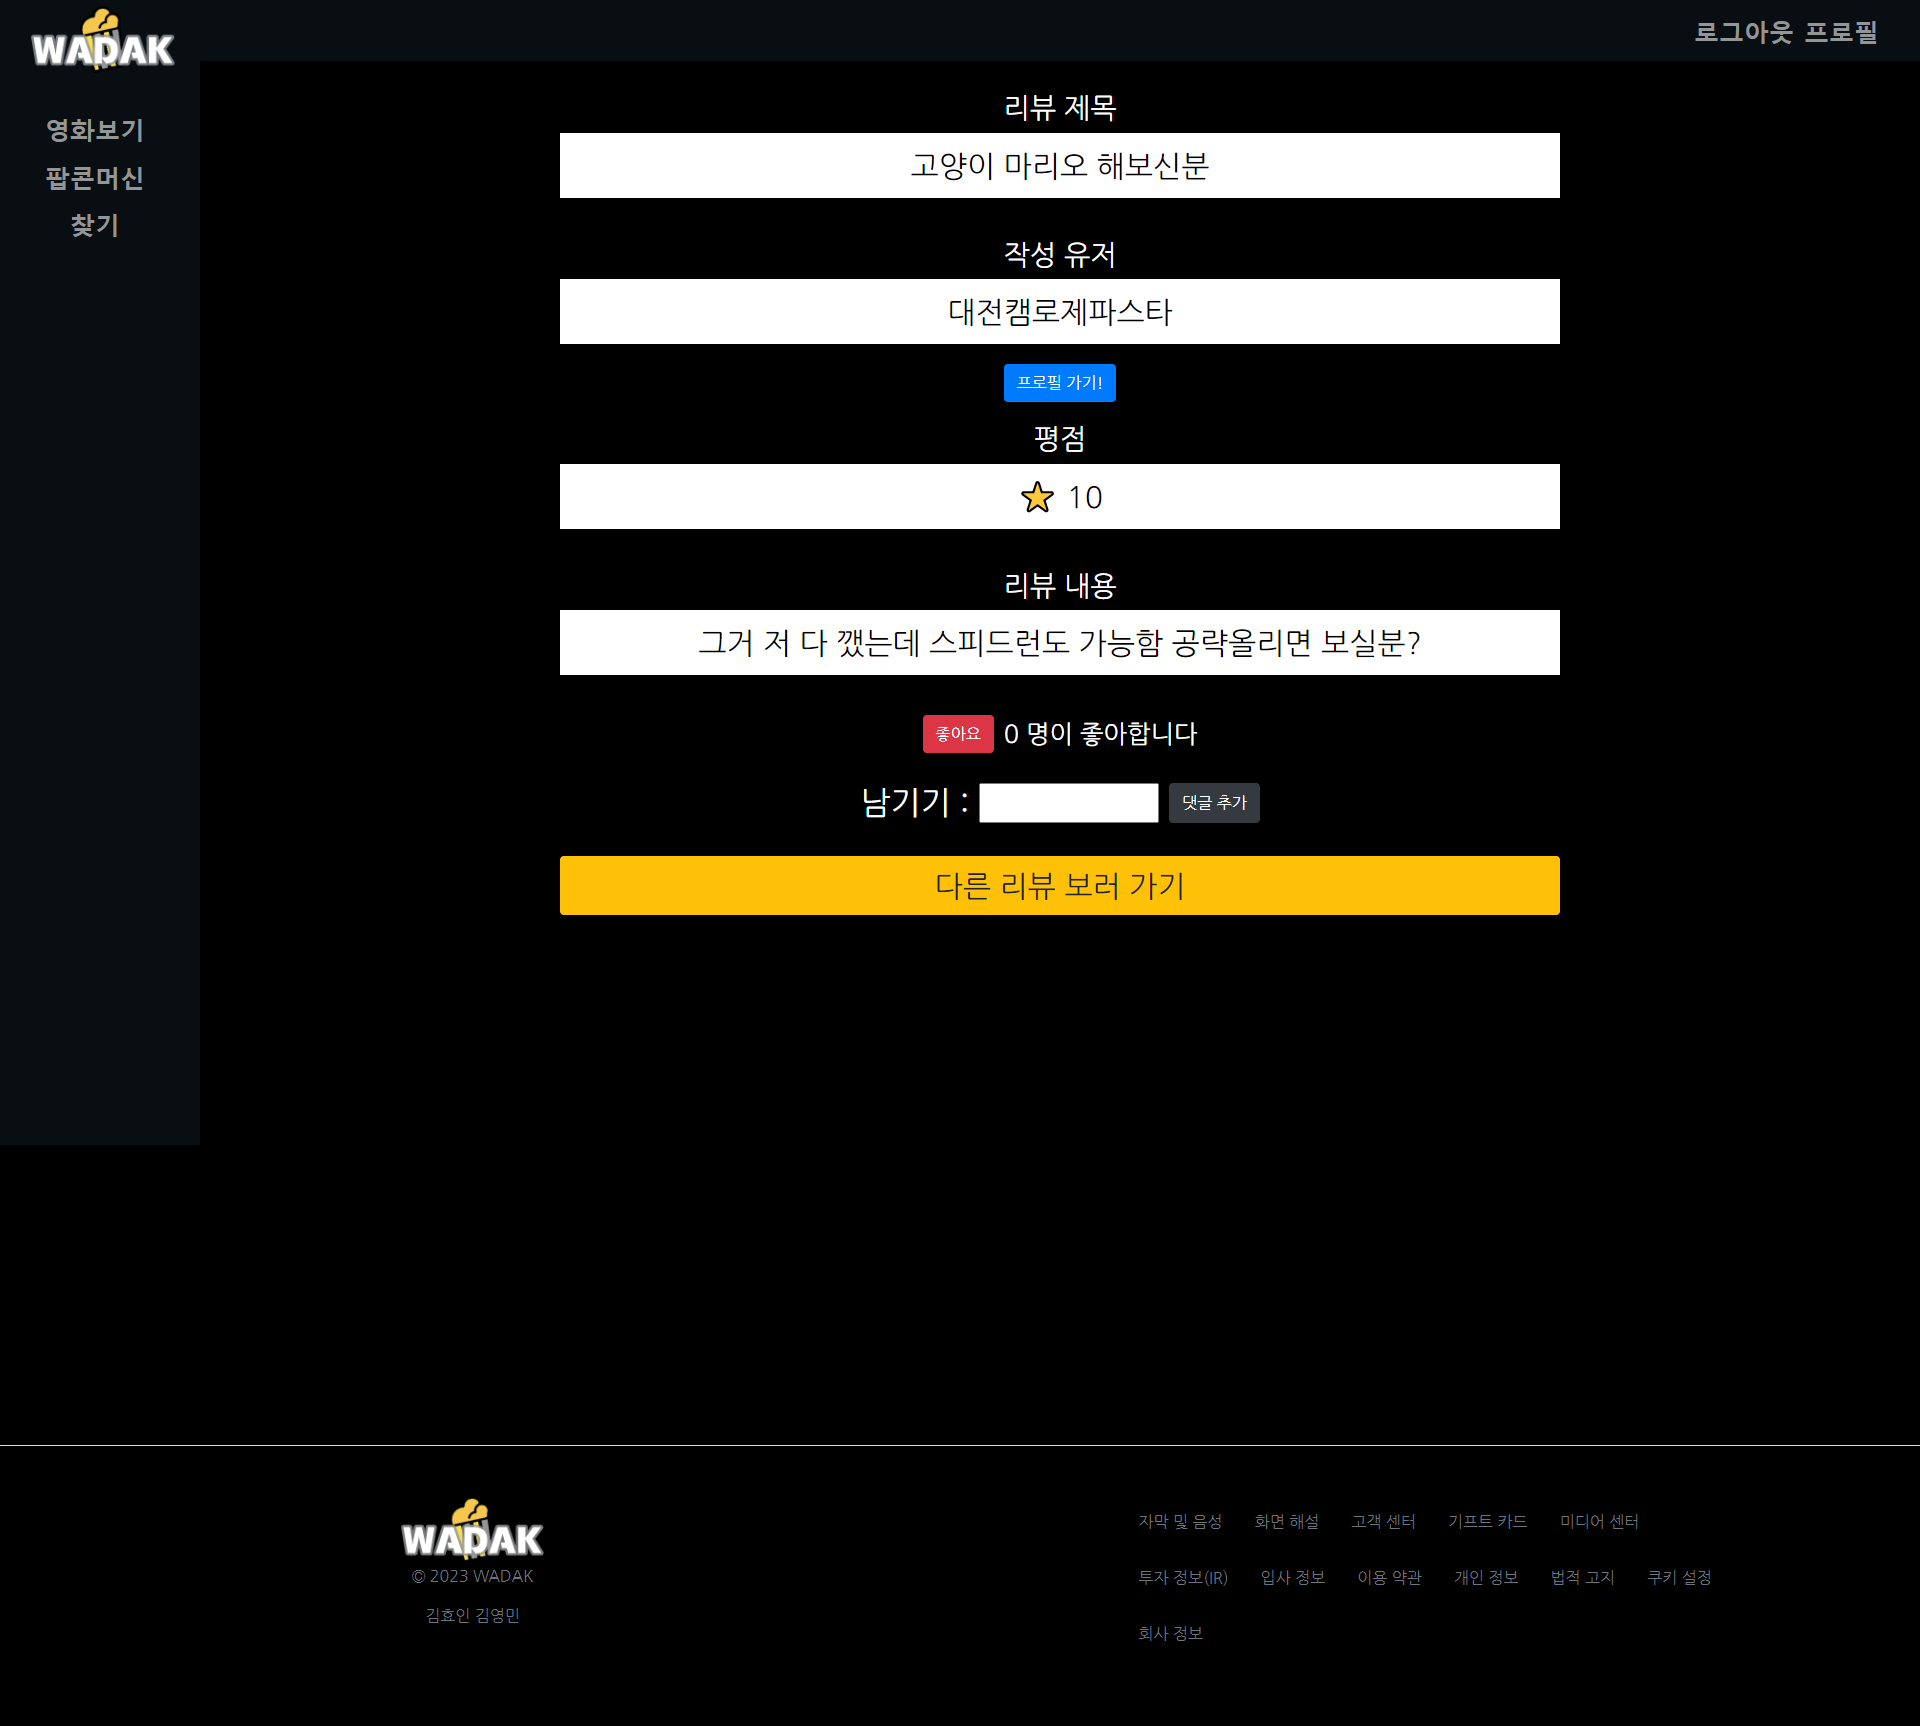 WADAK
로그아웃 프로필
영화보기
팝콘머신
찾기
리뷰 제목
고양이 마리오 해보신분
작성 유저
대전캠로제파스타
프로필 가기!
평점
10
리뷰 내용
그거 저 다 깼는데 스피드런도 가능함 공략올리면 보실분?
좋아요 0 명이 좋아합니다
남기기 : 댓글 추가
다른 리뷰 보러 가기
WADAK
© 2023 WADAK
김효인 김영민
자막 및 음성 화면 해설 고객 센터 기프트 카드 미디어 센터
투자 정보(IR) 입사 정보 이용 약관 개인 정보 법적 고지 쿠키 설정
회사 정보